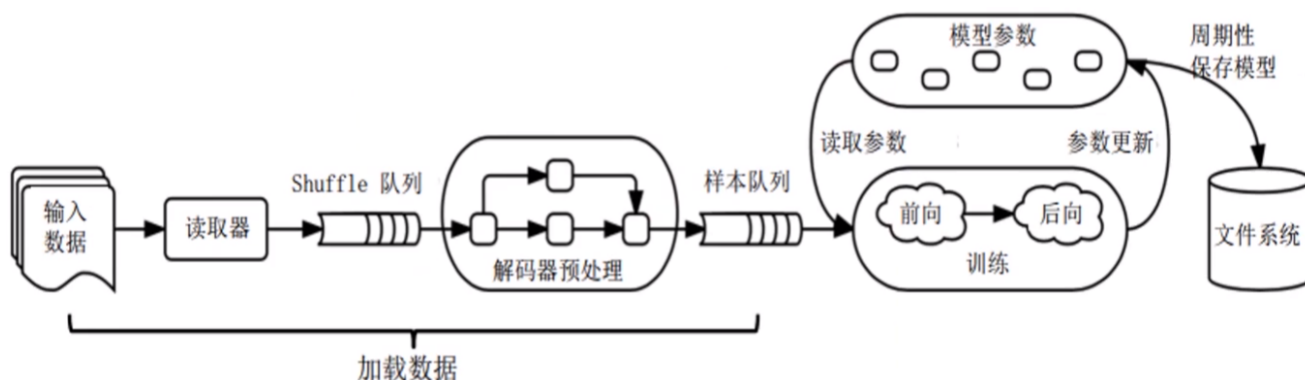 模型参数
周期性
保存模型
读取参数
参数更新
Shuffle 队列
样本队列
输入
数据
读取器
前向
后向
文件系统
解码器预处理
训练
加载数据